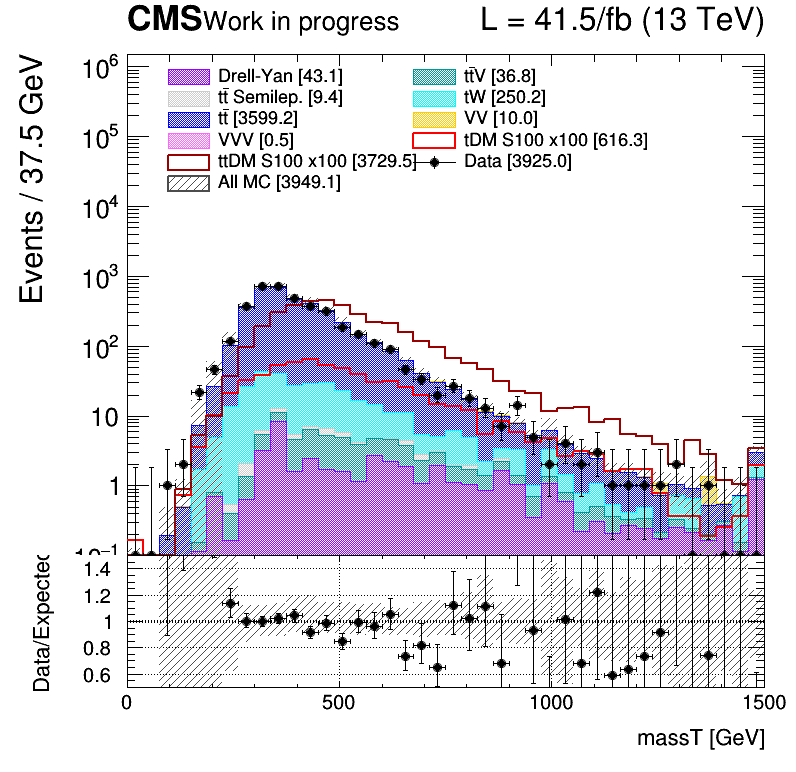 CMS Work in progress L = 41.5/fb (13 TeV)
Events / 37.5 GeV
10⁶
10⁵
10⁴
10³
10²
10
1
10⁻¹
Drell-Yan [43.1] tt̄V [36.8]
tt̄ Semilep. [9.4] tW [250.2]
tt̄ [3599.2] VV [10.0]
VVV [0.5] tDM S100 x100 [616.3]
ttDM S100 x100 [3729.5] Data [3925.0]
All MC [3949.1]
Data/Expected
1.4
1.2
1
0.8
0.6
0 500 1000 1500
massT [GeV]